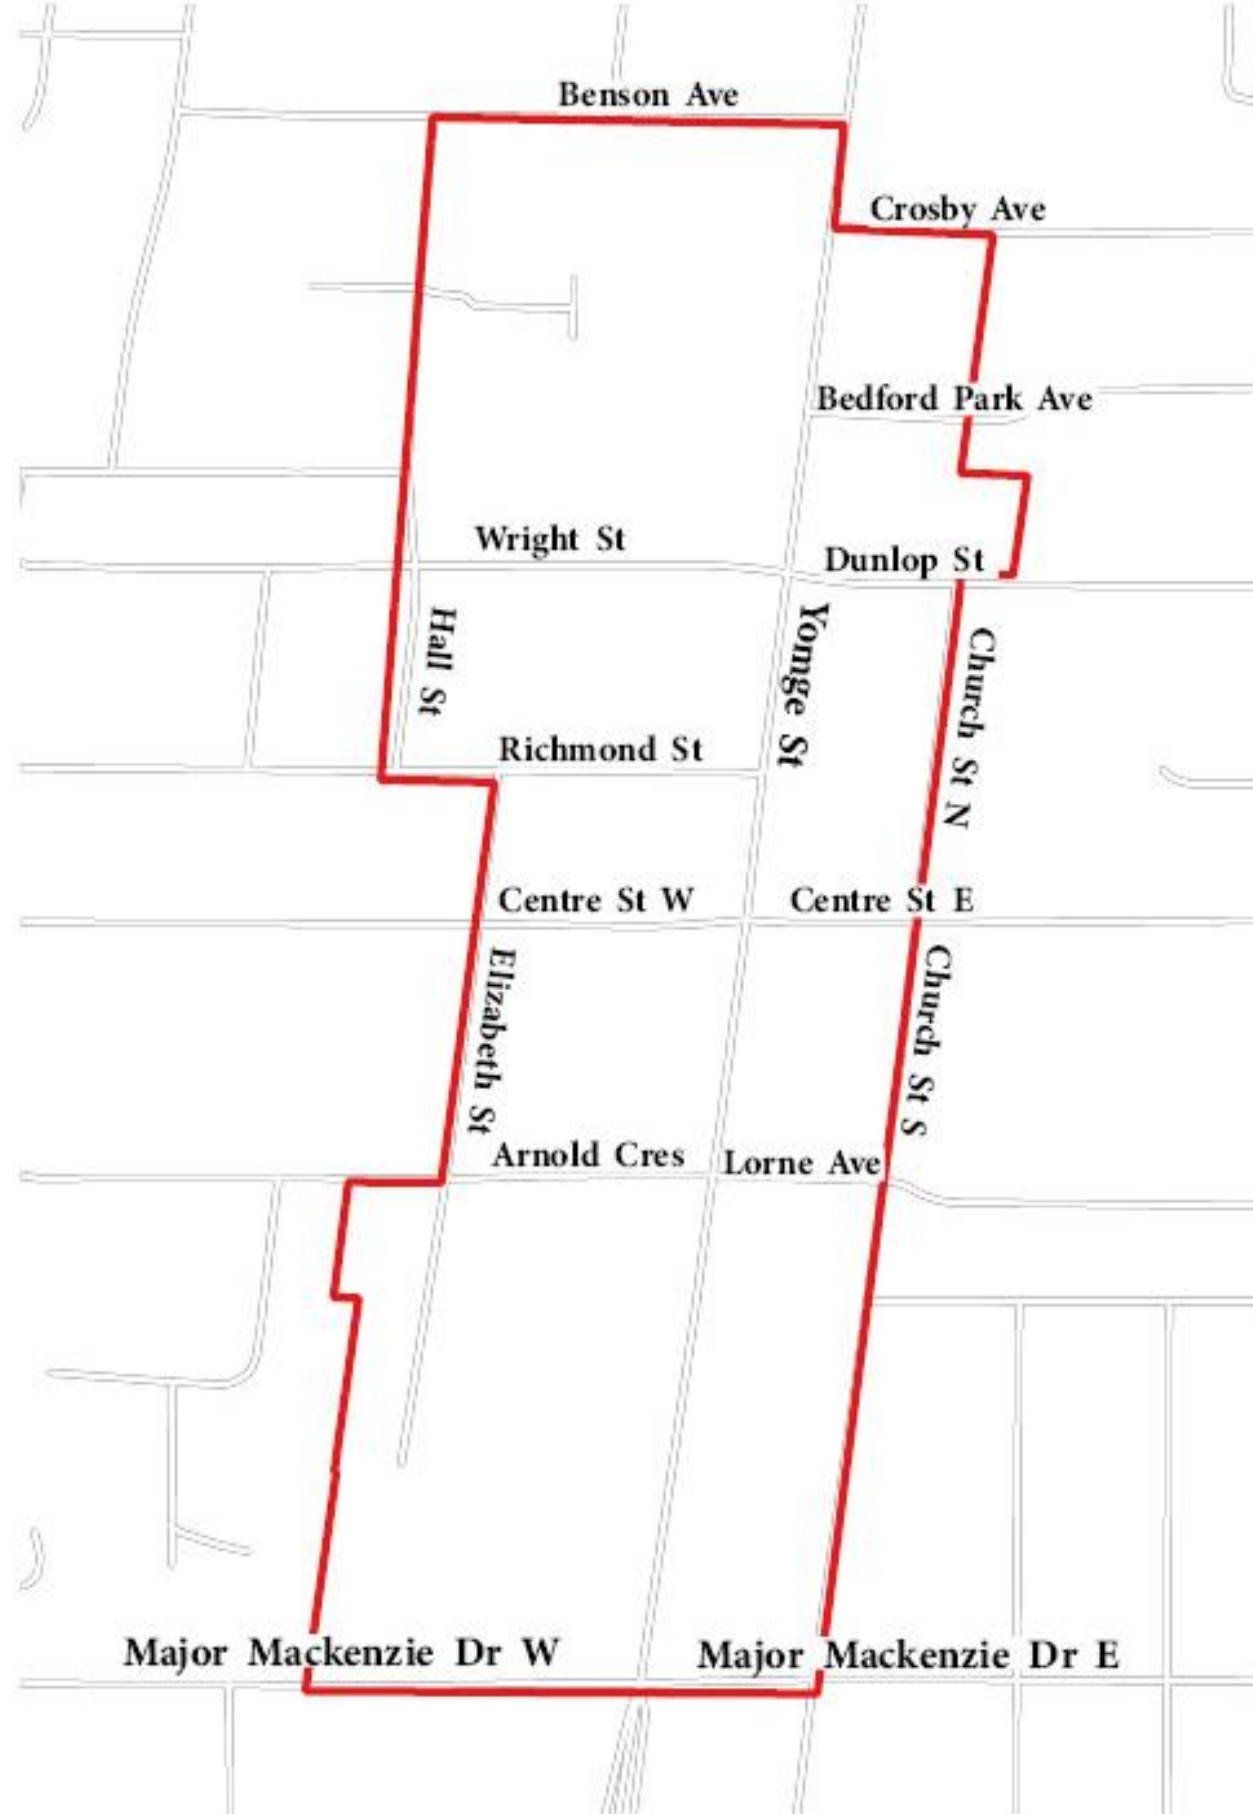 Benson Ave
Crosby Ave
Bedford Park Ave
Wright St
Dunlop St
Hall St
Yonge St
Church St N
Richmond St
Centre St W
Centre St E
Elizabeth St
Church St S
Arnold Cres
Lorne Ave
Major Mackenzie Dr W
Major Mackenzie Dr E